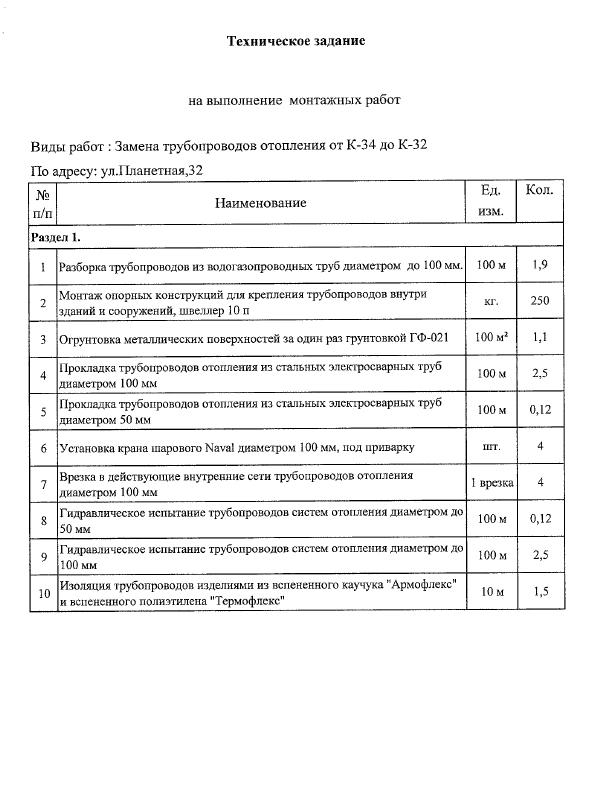 Техническое задание
на выполнение монтажных работ
Виды работ : Замена трубопроводов отопления от К-34 до К-32
По адресу: ул.Планетная,32
№ п/п Наименование Ед. изм. Кол.
Раздел 1.
1 Разборка трубопроводов из водогазопроводных труб диаметром до 100 мм. 100 м 1,9
2 Монтаж опорных конструкций для крепления трубопроводов внутри
зданий и сооружений, швеллер 10 п кг. 250
3 Огрунтовка металлических поверхностей за один раз грунтовкой ГФ-021 100 м² 1,1
4 Прокладка трубопроводов отопления из стальных электросварных труб
диаметром 100 мм 100 м 2,5
5 Прокладка трубопроводов отопления из стальных электросварных труб
диаметром 50 мм 100 м 0,12
6 Установка крана шарового Naval диаметром 100 мм, под приварку шт. 4
7 Врезка в действующие внутренние сети трубопроводов отопления
диаметром 100 мм 1 врезка 4
8 Гидравлическое испытание трубопроводов систем отопления диаметром до
50 мм 100 м 0,12
9 Гидравлическое испытание трубопроводов систем отопления диаметром до
100 мм 100 м 2,5
10 Изоляция трубопроводов изделиями из вспененного каучука "Армофлекс"
и вспененного полиэтилена "Термофлекс" 10 м 1,5